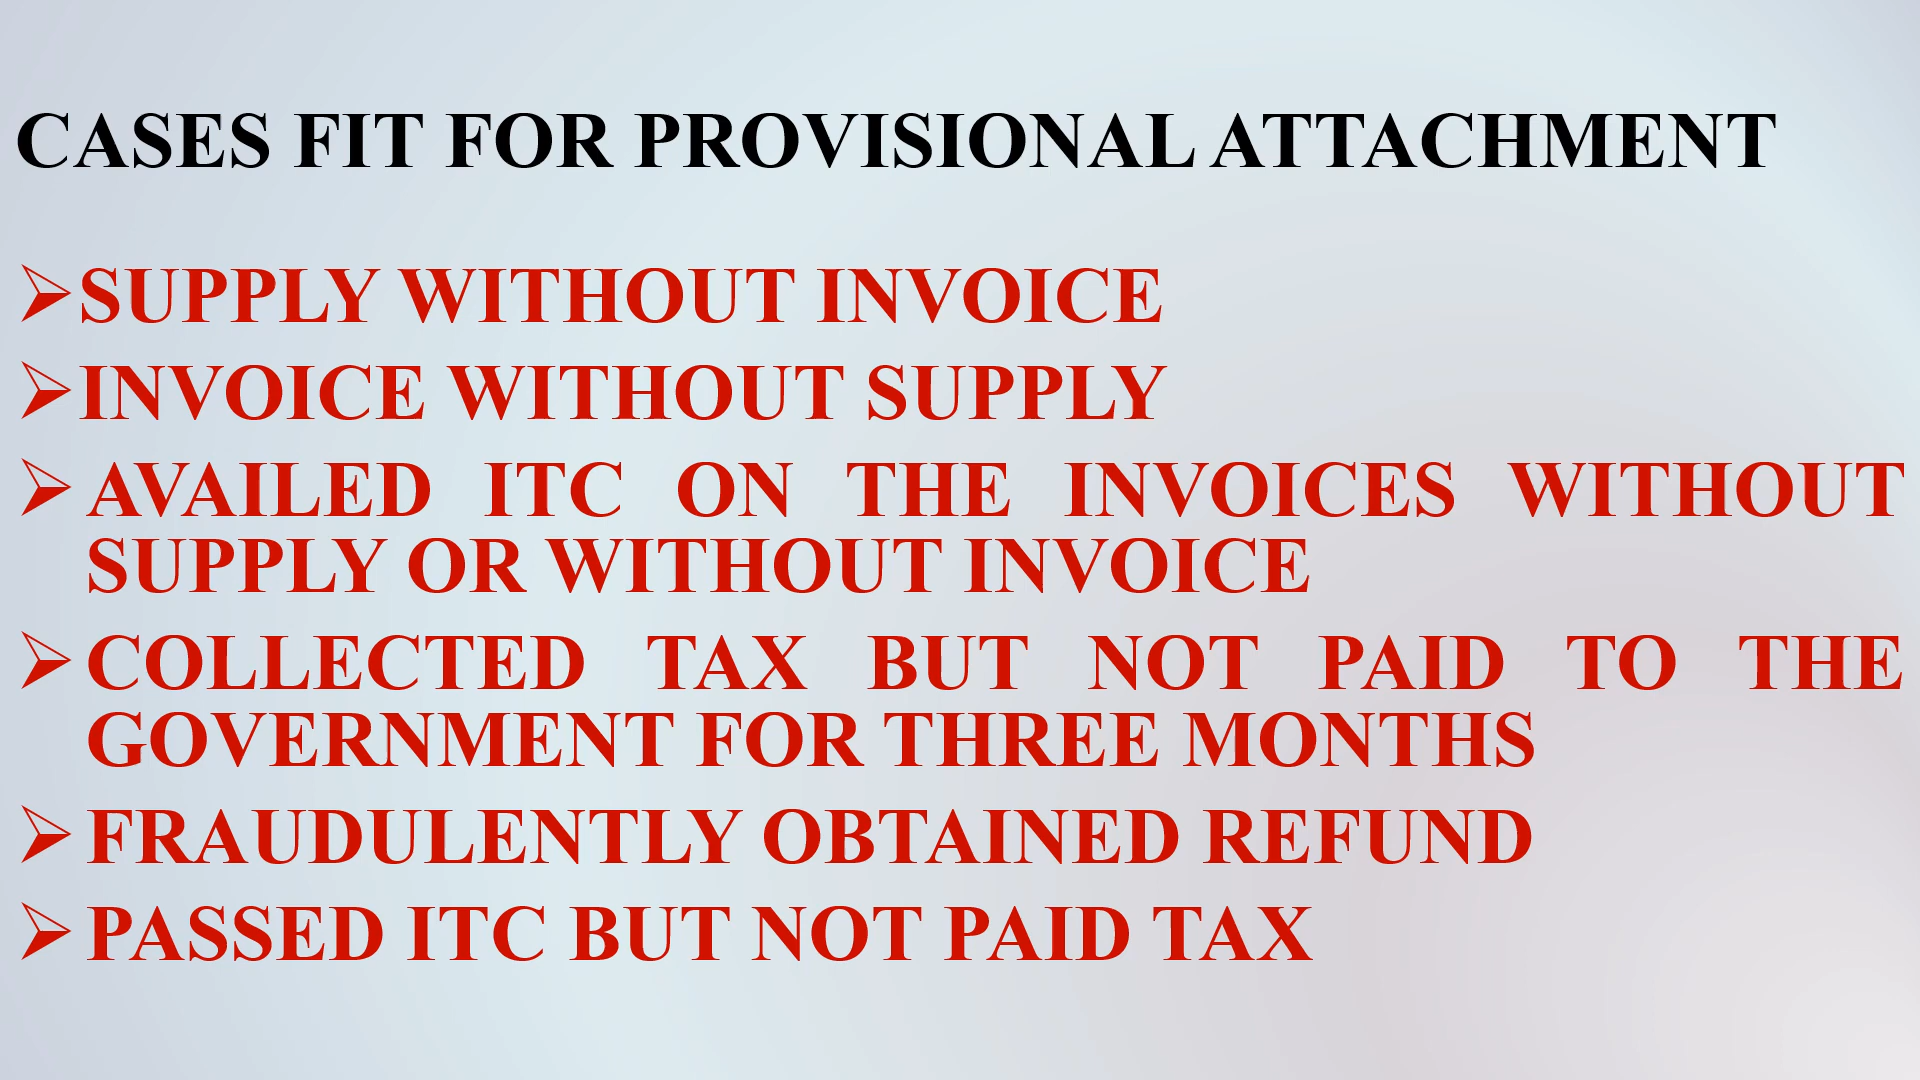 CASES FIT FOR PROVISIONAL ATTACHMENT
➢SUPPLY WITHOUT INVOICE
➢INVOICE WITHOUT SUPPLY
➢AVAILED ITC ON THE INVOICES WITHOUT
SUPPLY OR WITHOUT INVOICE
➢COLLECTED TAX BUT NOT PAID TO THE
GOVERNMENT FOR THREE MONTHS
➢FRAUDULENTLY OBTAINED REFUND
➢PASSED ITC BUT NOT PAID TAX